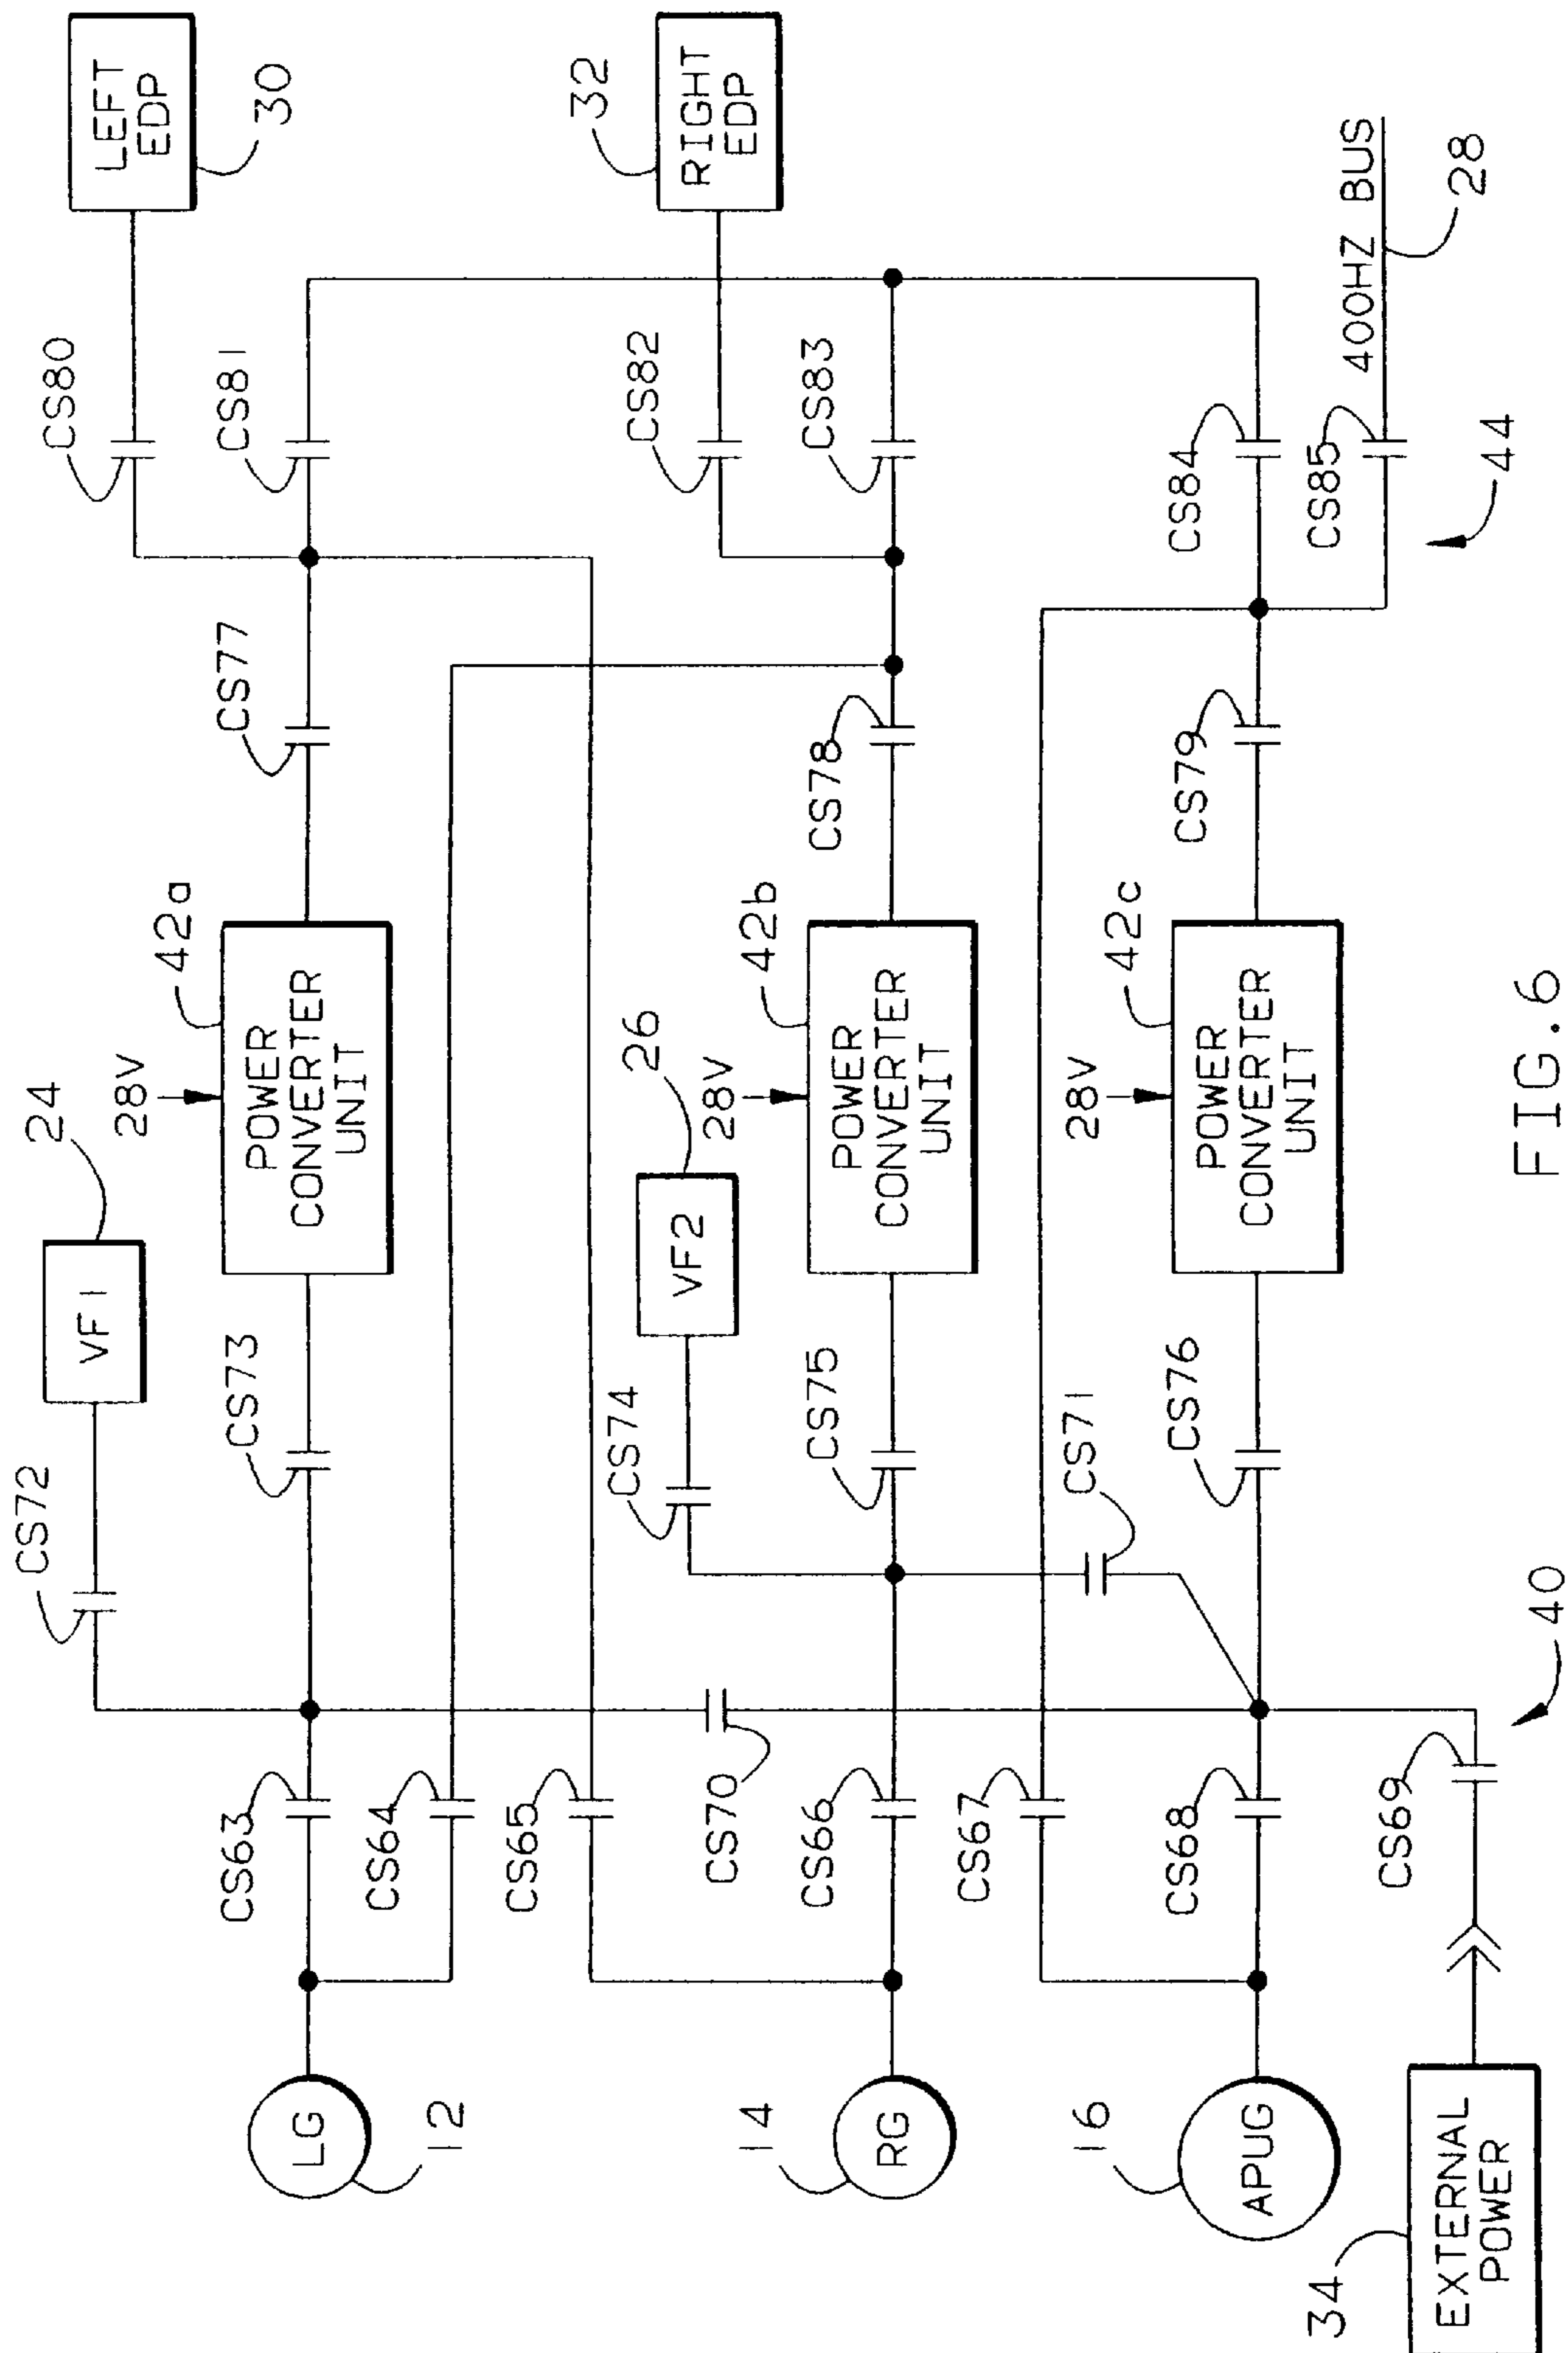 LEFT
EDP
30
CS80
CS81
RIGHT
EDP
32
CS82
CS83
CS84
CS85
400HZ BUS
28
44
CS77
CS78
CS79
24
VF1
28V
42a
POWER
CONVERTER
UNIT
26
VF2
28V
42b
POWER
CONVERTER
UNIT
28V
42c
POWER
CONVERTER
UNIT
CS72
CS73
CS74
CS75
CS71
CS76
CS63
CS64
CS65
CS70
CS66
CS67
CS68
CS69
40
LG
12
RG
14
APUG
16
EXTERNAL
POWER
34
FIG. 6